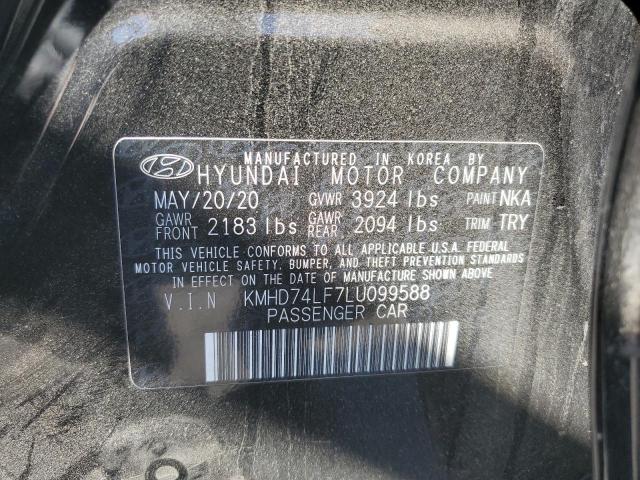 MANUFACTURED IN KOREA BY
HYUNDAI MOTOR COMPANY
MAY/20/20 GVWR 3924 lbs PAINT NKA
GAWR FRONT 2183 lbs GAWR REAR 2094 lbs TRIM TRY
THIS VEHICLE CONFORMS TO ALL APPLICABLE U.S.A. FEDERAL
MOTOR VEHICLE SAFETY, BUMPER, AND THEFT PREVENTION STANDARDS
IN EFFECT ON THE DATE OF MANUFACTURE SHOWN ABOVE
V.I.N KMHD74LF7LU099588
PASSENGER CAR